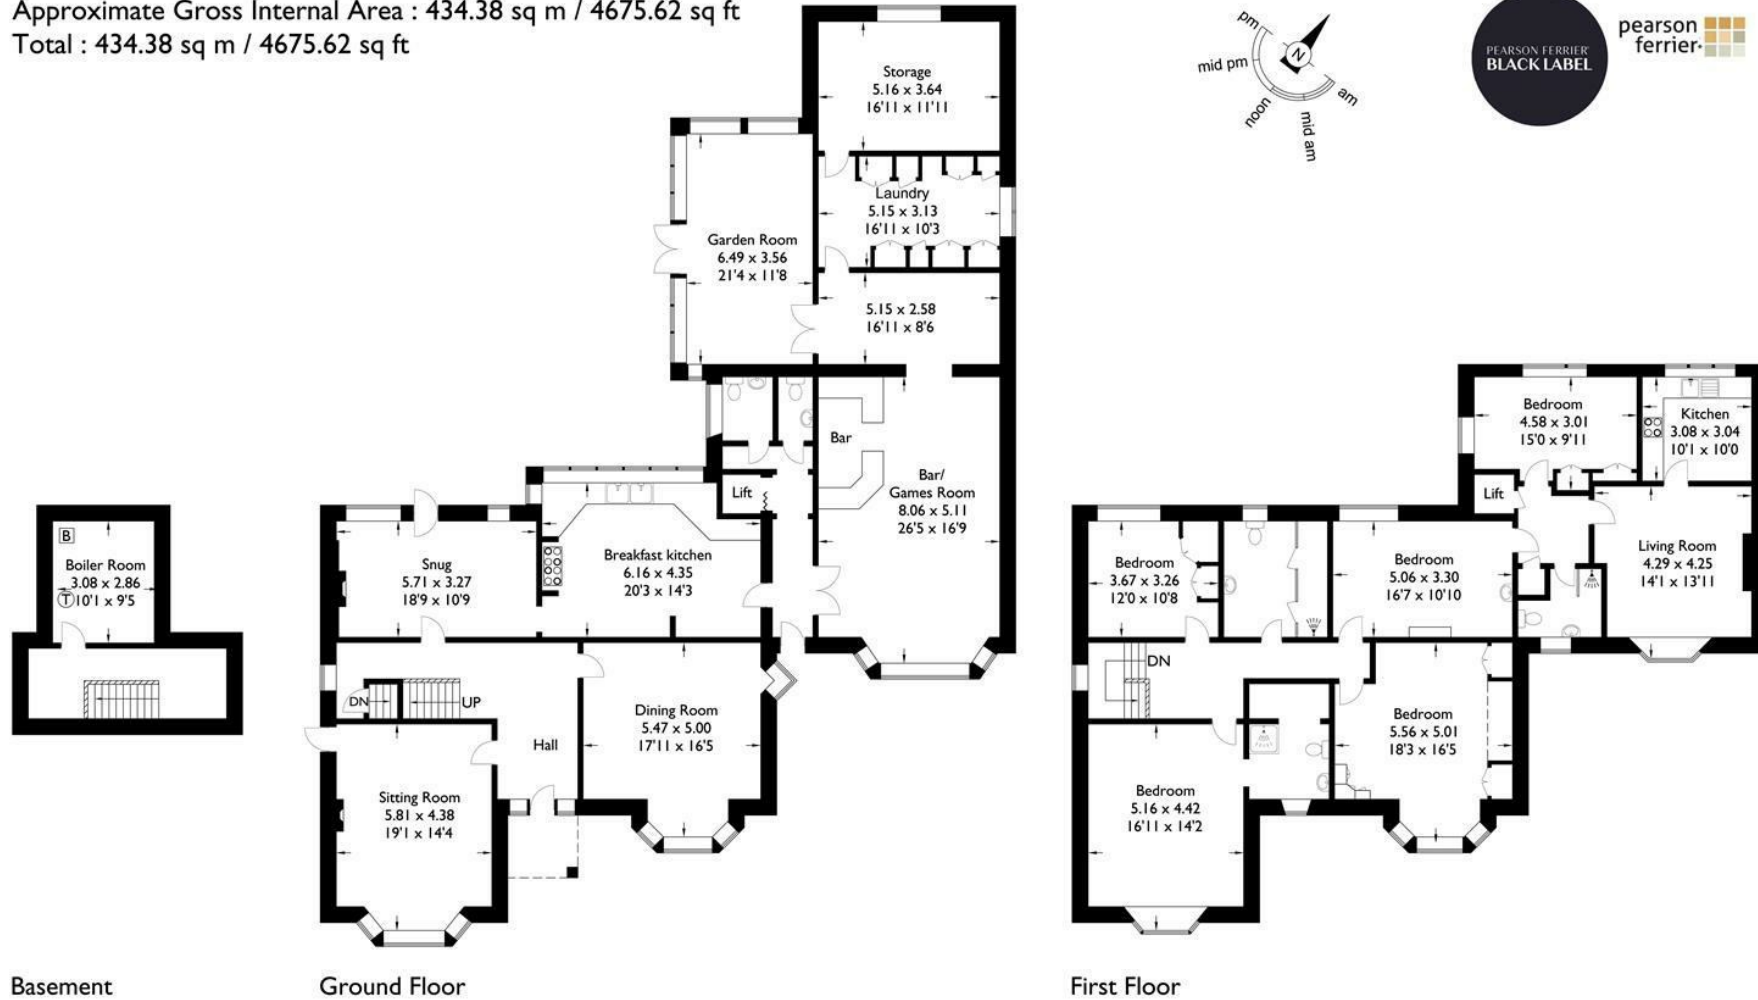 Approximate Gross Internal Area : 434.38 sq m / 4675.62 sq ft
Total : 434.38 sq m / 4675.62 sq ft
pm
mid pm
noon
mid am
am
N
PEARSON FERRIER
BLACK LABEL
pearson
ferrier
B
Boiler Room
3.08 x 2.86
T
10'1 x 9'5
Basement
Storage
5.16 x 3.64
16'11 x 11'11
Laundry
5.15 x 3.13
16'11 x 10'3
Garden Room
6.49 x 3.56
21'4 x 11'8
5.15 x 2.58
16'11 x 8'6
Bar
Bar/
Games Room
8.06 x 5.11
26'5 x 16'9
Lift
Snug
5.71 x 3.27
18'9 x 10'9
Breakfast kitchen
6.16 x 4.35
20'3 x 14'3
DN
UP
Hall
Dining Room
5.47 x 5.00
17'11 x 16'5
Sitting Room
5.81 x 4.38
19'1 x 14'4
Ground Floor
Bedroom
4.58 x 3.01
15'0 x 9'11
Kitchen
3.08 x 3.04
10'1 x 10'0
Lift
Living Room
4.29 x 4.25
14'1 x 13'11
Bedroom
3.67 x 3.26
12'0 x 10'8
Bedroom
5.06 x 3.30
16'7 x 10'10
DN
Bedroom
5.56 x 5.01
18'3 x 16'5
Bedroom
5.16 x 4.42
16'11 x 14'2
First Floor